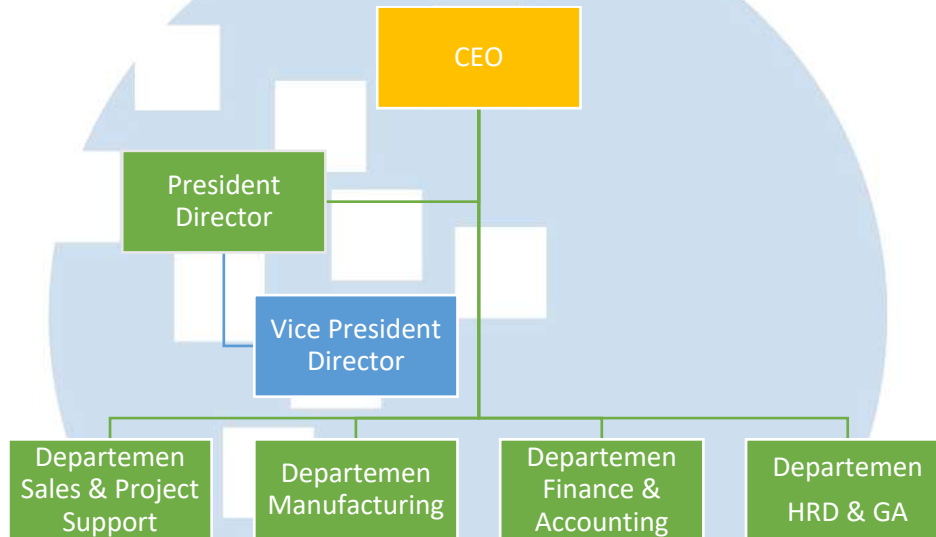 CEO
President
Director
Vice President
Director
Departemen
Sales & Project
Support
Departemen
Manufacturing
Departemen
Finance &
Accounting
Departemen
HRD & GA